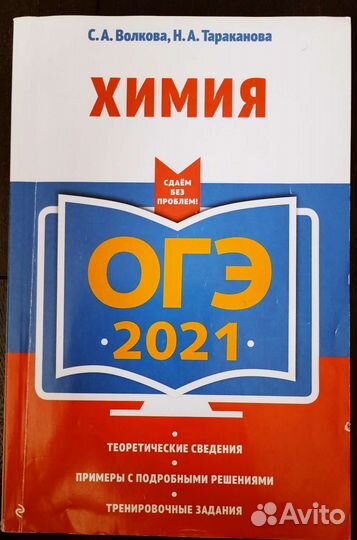 С. А. Волкова, Н. А. Тараканова
ХИМИЯ
СДАЁМ
БЕЗ
ПРОБЛЕМ!
ОГЭ
·2021·
• ТЕОРЕТИЧЕСКИЕ СВЕДЕНИЯ
• ПРИМЕРЫ С ПОДРОБНЫМИ РЕШЕНИЯМИ
• ТРЕНИРОВОЧНЫЕ ЗАДАНИЯ
Avito